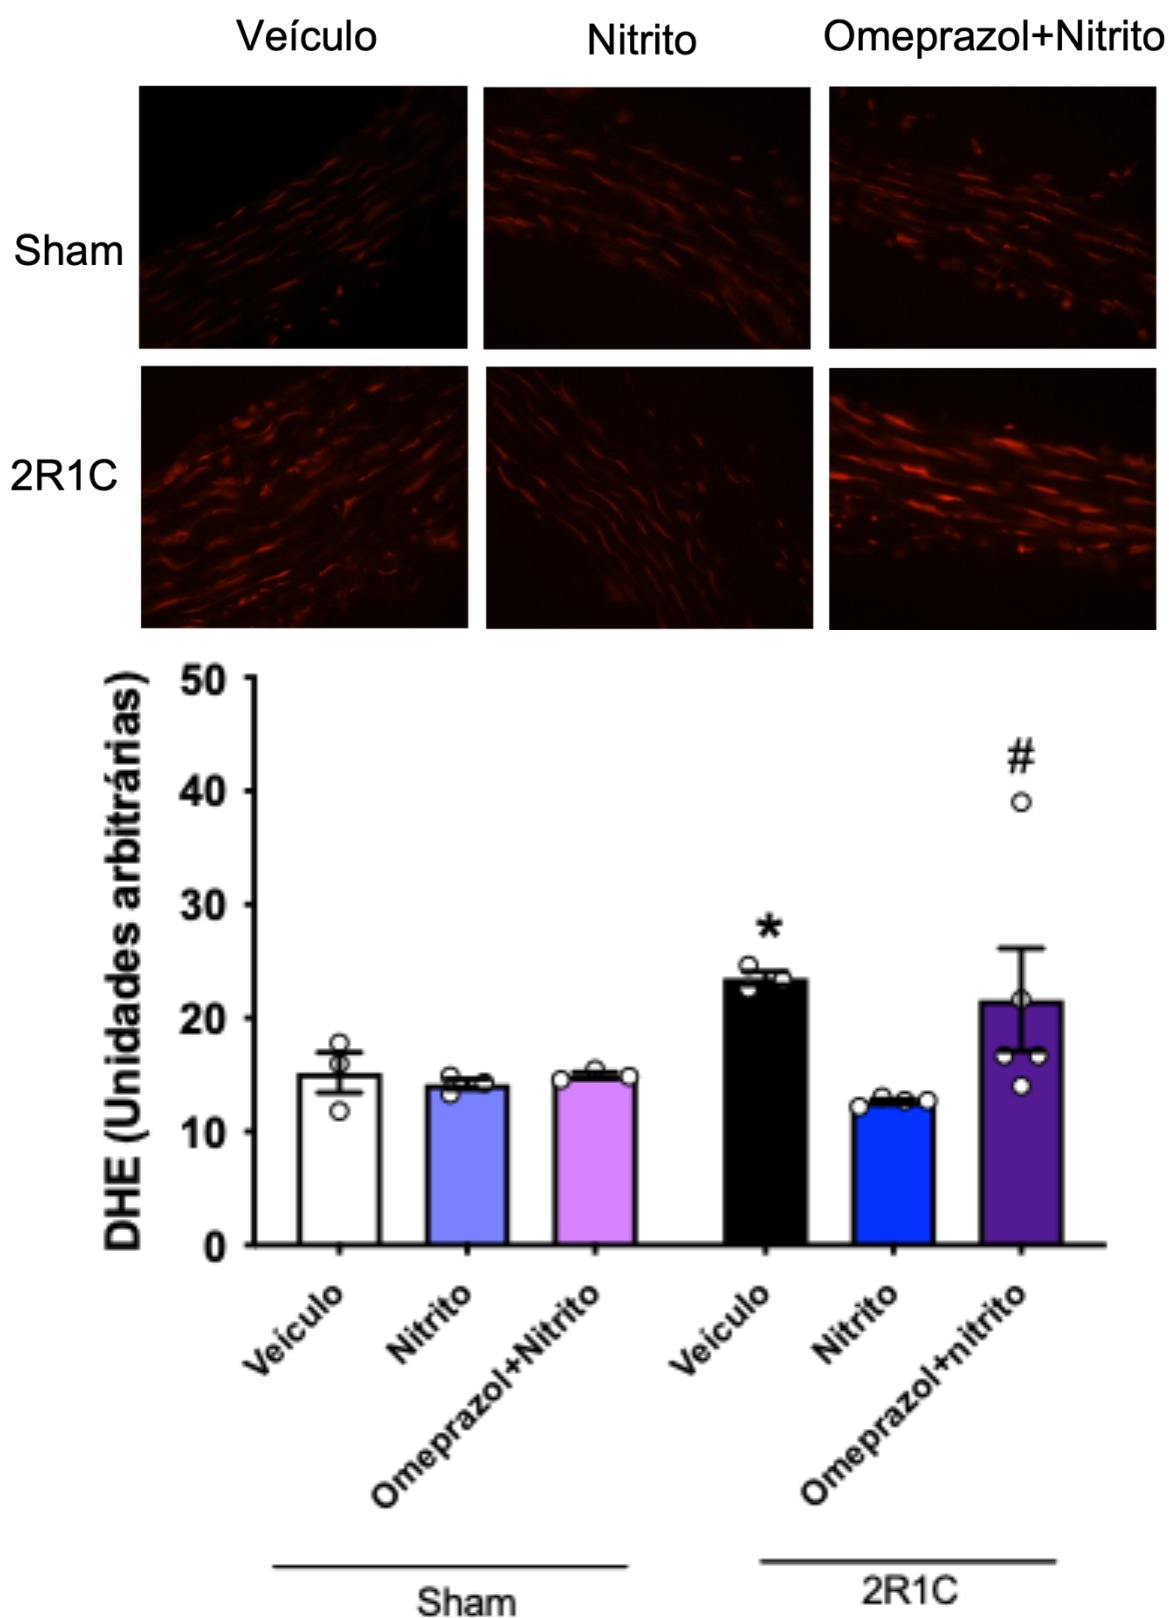 Veículo
Nitrito
Omeprazol+Nitrito
Sham
2R1C
DHE (Unidades arbitrárias)
50
40
30
20
10
0
*
#
Veículo
Nitrito
Omeprazol+Nitrito
Veículo
Nitrito
Omeprazol+nitrito
Sham
2R1C